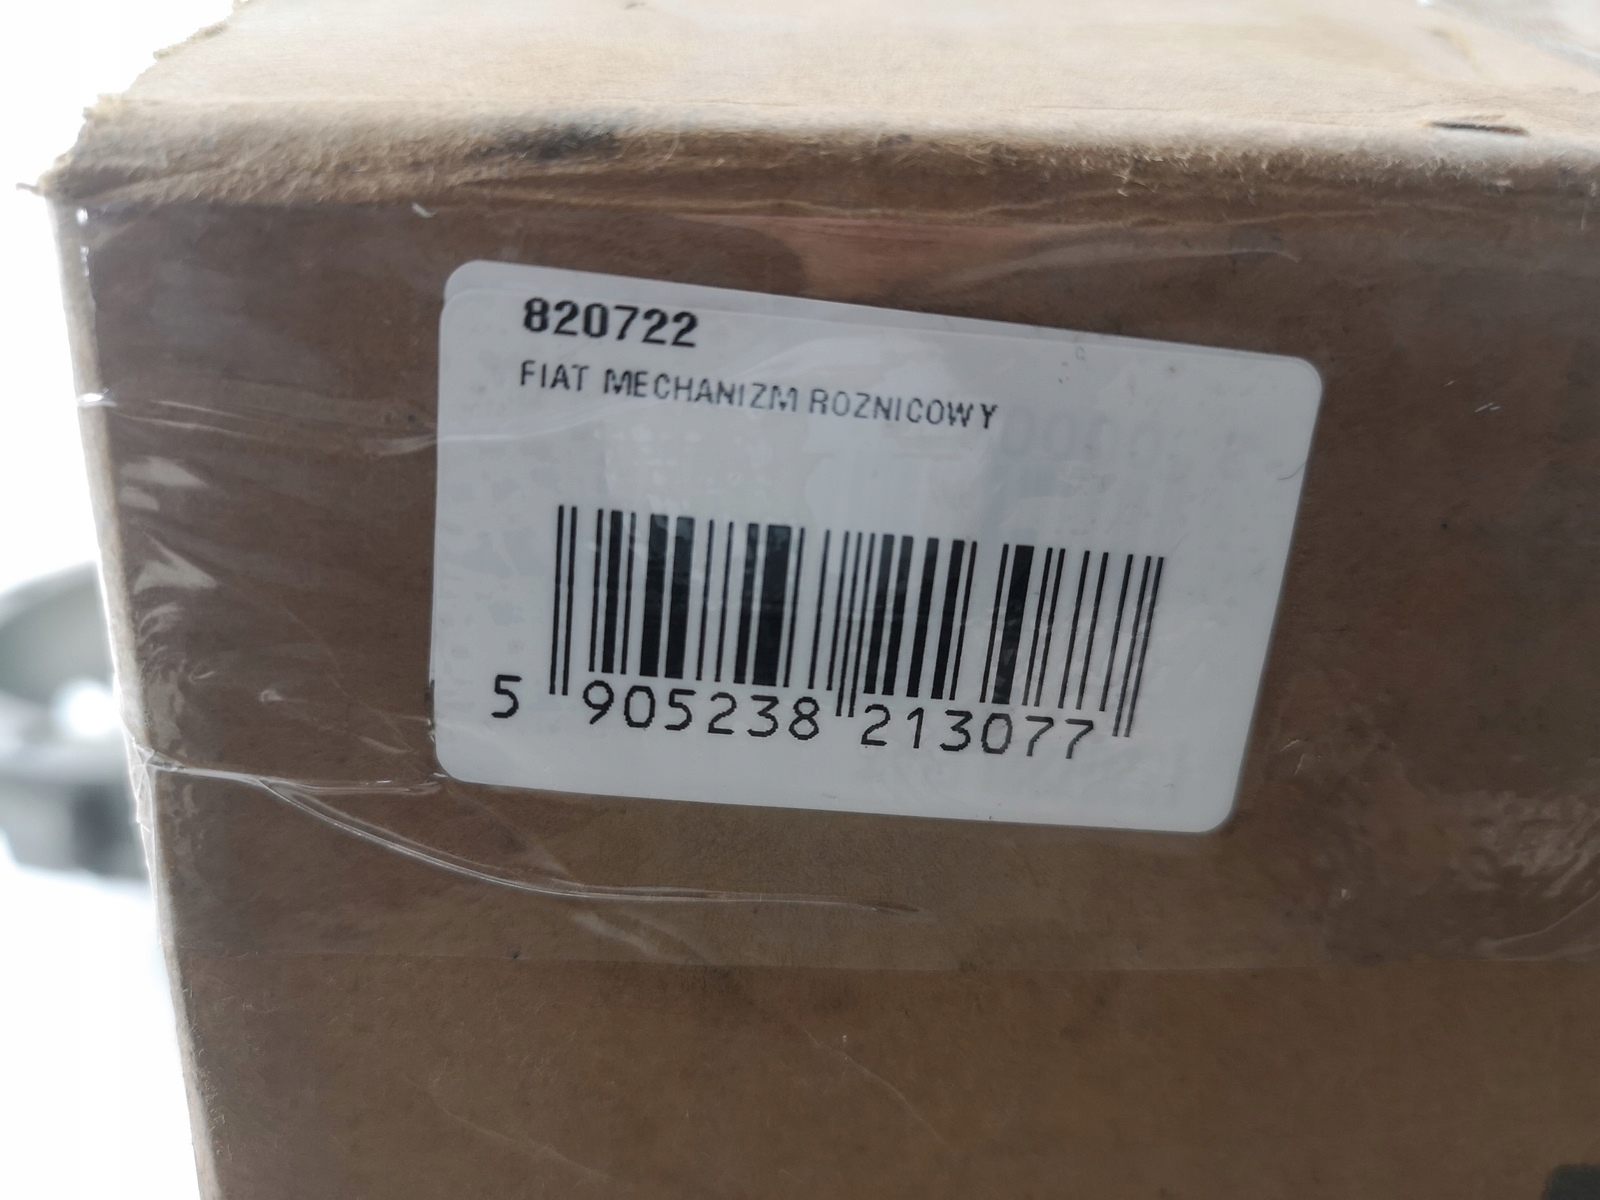 820722
FIAT MECHANIZM ROZNICOWY
5 905238 213077